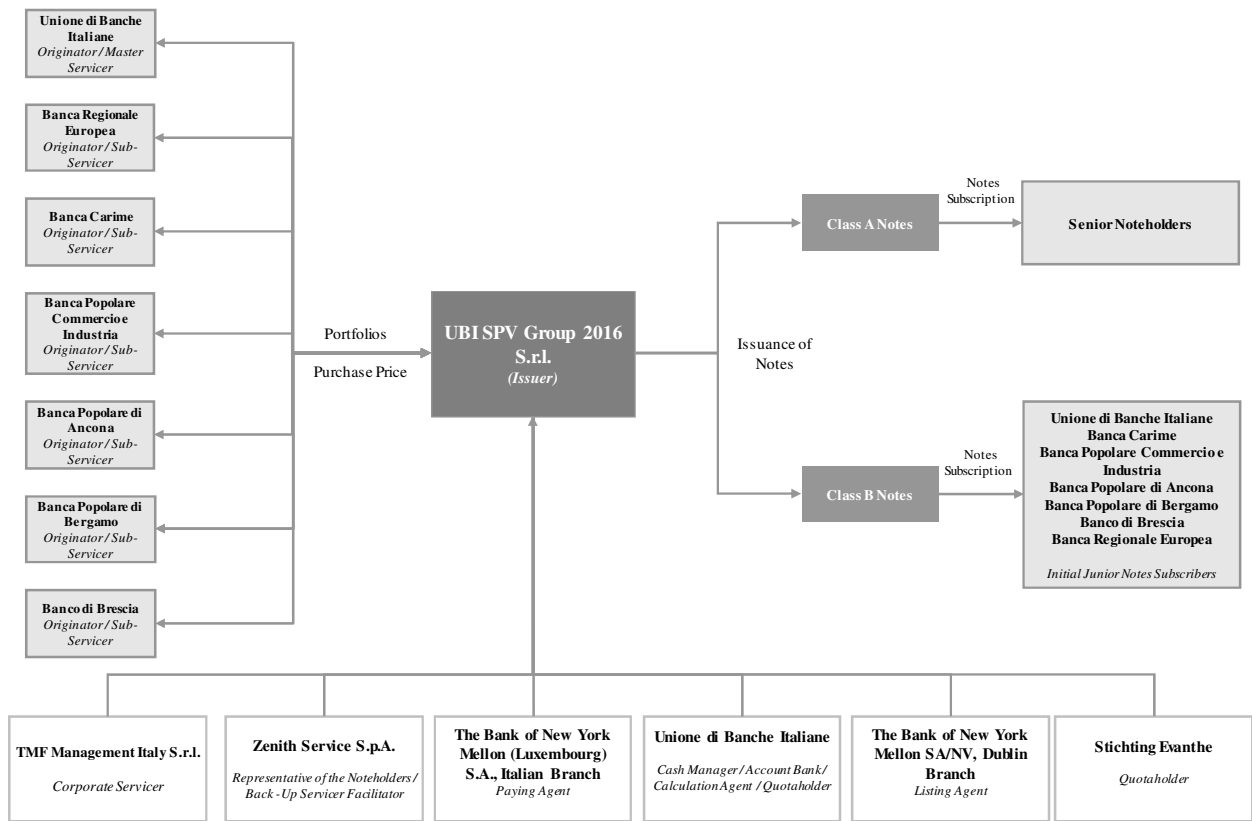 Unione di Banche
Italiane
Originator / Master
Servicer
Banca Regionale
Europea
Originator / Sub-
Servicer
Banca Carime
Originator / Sub-
Servicer
Banca Popolare
Commercio e
Industria
Originator / Sub-
Servicer
Banca Popolare di
Ancona
Originator / Sub-
Servicer
Banca Popolare di
Bergamo
Originator / Sub-
Servicer
Banco di Brescia
Originator / Sub-
Servicer
Portfolios
Purchase Price
UBI SPV Group 2016
S.r.l.
(Issuer)
Issuance of
Notes
Class A Notes
Notes
Subscription
Senior Noteholders
Class B Notes
Notes
Subscription
Unione di Banche Italiane
Banca Carime
Banca Popolare Commercio e
Industria
Banca Popolare di Ancona
Banca Popolare di Bergamo
Banco di Brescia
Banca Regionale Europea
Initial Junior Notes Subscribers
TMF Management Italy S.r.l.
Corporate Servicer
Zenith Service S.p.A.
Representative of the Noteholders /
Back -Up Servicer Facilitator
The Bank of New York
Mellon (Luxembourg)
S.A., Italian Branch
Paying Agent
Unione di Banche Italiane
Cash Manager / Account Bank /
Calculation Agent / Quotaholder
The Bank of New York
Mellon SA/NV, Dublin
Branch
Listing Agent
Stichting Evanthe
Quotaholder